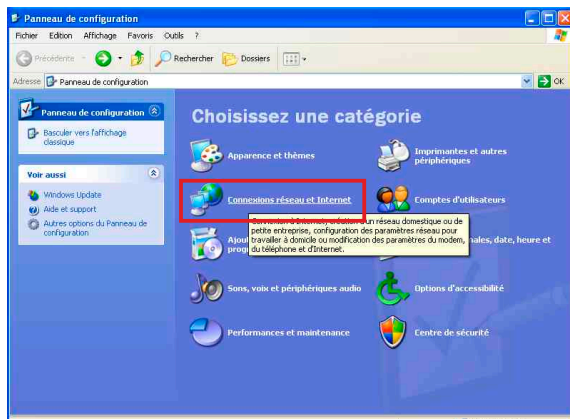 Panneau de configuration
Fichier Edition Affichage Favoris Outils ?
Précédente Rechercher Dossiers
Adresse Panneau de configuration OK
Panneau de configuration
Basculer vers l'affichage
classique
Voir aussi
Windows Update
Aide et support
Autres options du Panneau de
configuration
Choisissez une catégorie
Apparence et thèmes
Imprimantes et autres
périphériques
Connexions réseau et Internet
Comptes d'utilisateurs
Connexion à Internet, création d'un réseau domestique ou de
petite entreprise, configuration des paramètres réseau pour
travailler à domicile ou modification des paramètres du modem,
du téléphone et d'Internet.
date, heure et
Sons, voix et périphériques audio
Options d'accessibilité
Performances et maintenance
Centre de sécurité